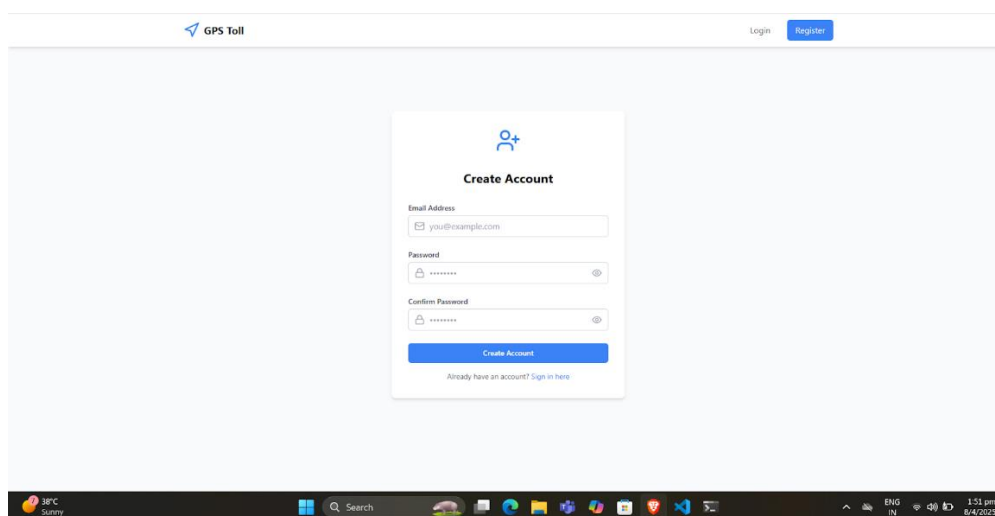 GPS Toll
Login
Register
Create Account
Email Address
you@example.com
Password
••••••••
Confirm Password
••••••••
Create Account
Already have an account? Sign in here
7
38°C
Sunny
Search
ENG
IN
1:51 pm
8/4/2025